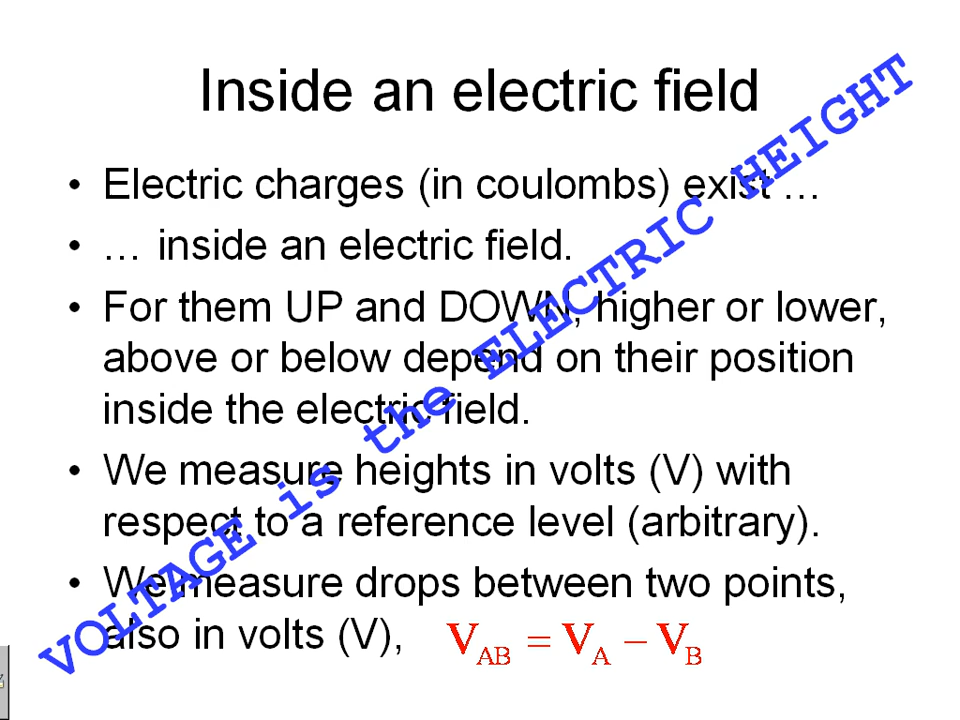 Inside an electric field
• Electric charges (in coulombs) exist …
• … inside an electric field.
• For them UP and DOWN, higher or lower,
above or below depend on their position
inside the electric field.
• We measure heights in volts (V) with
respect to a reference level (arbitrary).
• We measure drops between two points,
also in volts (V), V_AB = V_A − V_B
VOLTAGE is the ELECTRIC HEIGHT